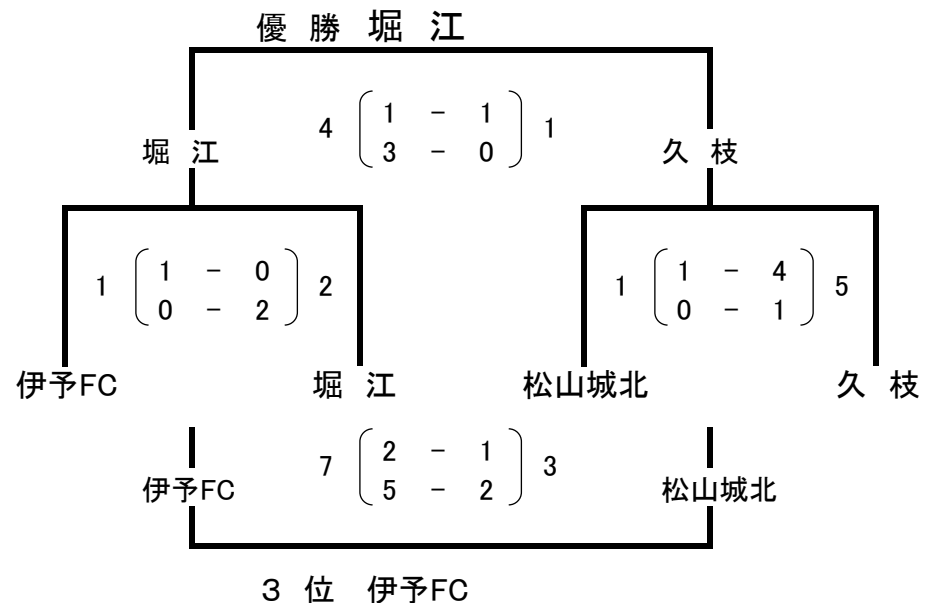 優 勝 堀 江
4 1 - 1 1
3 - 0
堀 江 久 枝
1 1 - 0 2 1 1 - 4 5
0 - 2 0 - 1
伊予FC 堀 江 松山城北 久 枝
7 2 - 1 3
5 - 2
伊予FC 松山城北
3 位 伊予FC